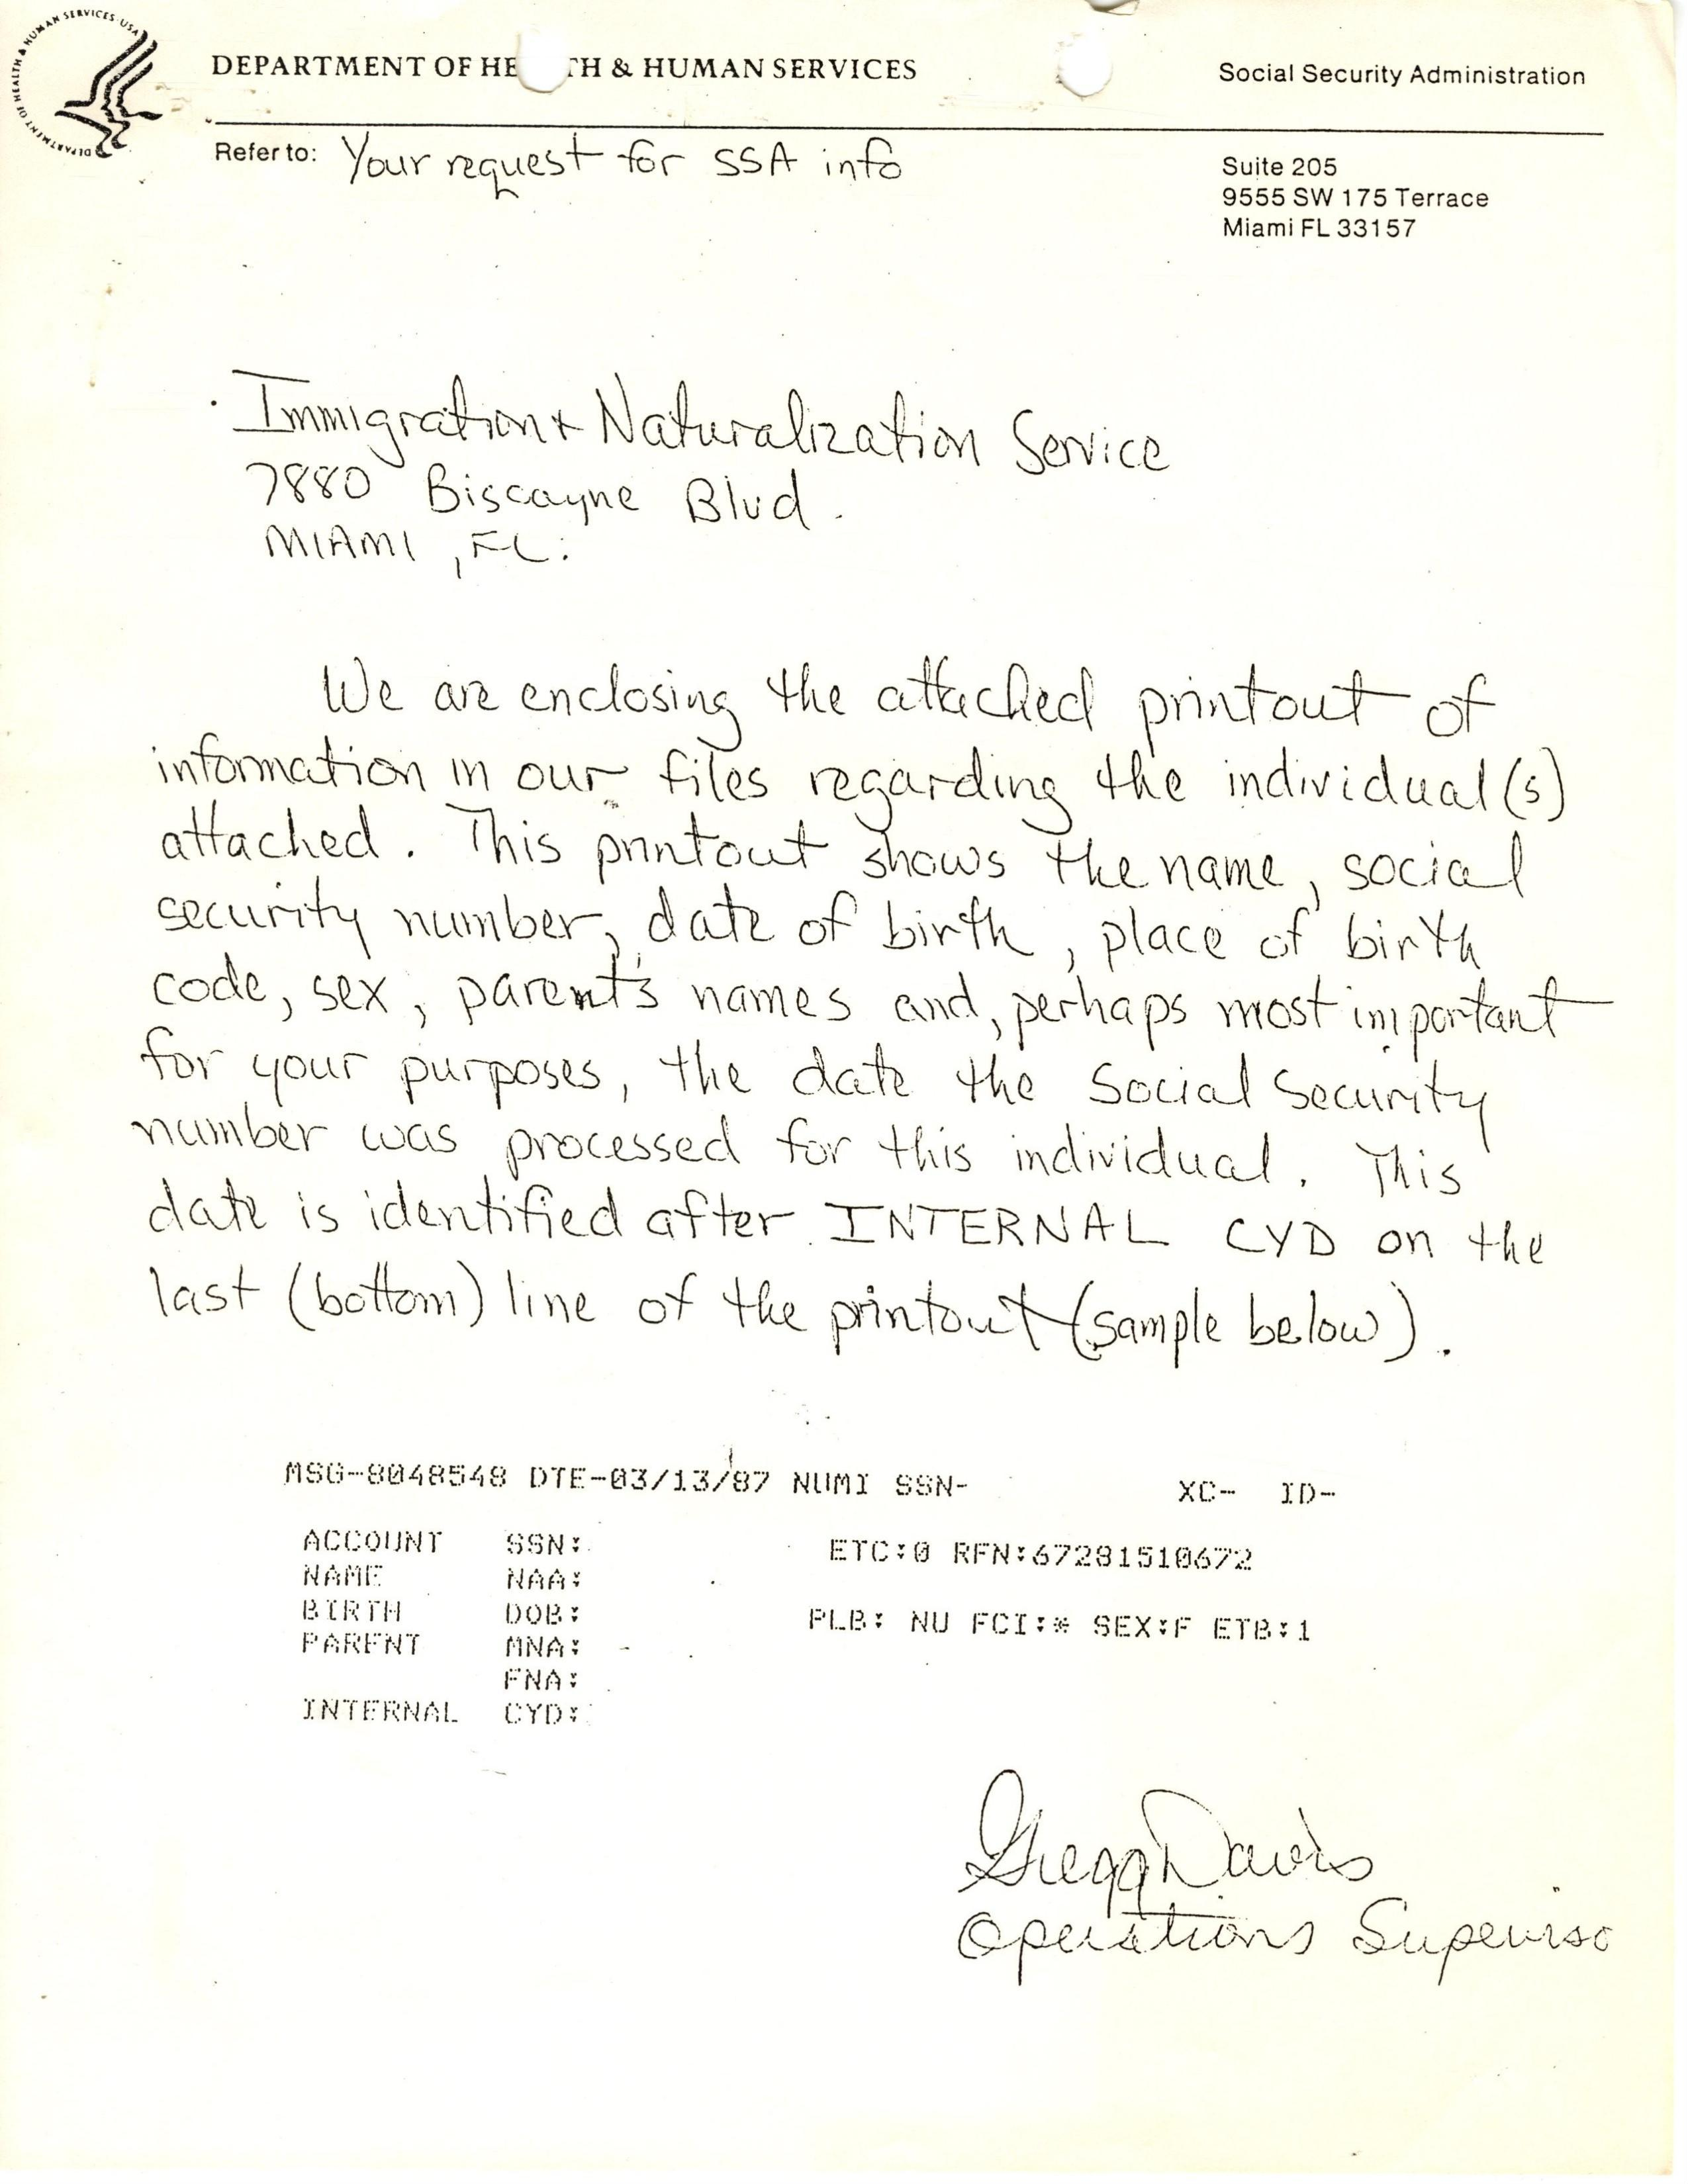 DEPARTMENT OF HEALTH & HUMAN SERVICES USA
DEPARTMENT OF HE TH & HUMAN SERVICES
Social Security Administration
Refer to: Your request for SSA info
Suite 205
9555 SW 175 Terrace
Miami FL 33157
Immigration & Naturalization Service
7880 Biscayne Blvd.
MIAMI, FL.
We are enclosing the attached printout of
information in our files regarding the individual(s)
attached. This printout shows the name, social
security number, date of birth, place of birth
code, sex, parent's names and, perhaps most important
for your purposes, the date the Social Security
number was processed for this individual. This
date is identified after INTERNAL CYD on the
last (bottom) line of the printout (sample below).
MSG-8048548 DTE-03/13/87 NUMI SSN- XC- ID-
ACCOUNT SSN: ETC:0 RFN:67281510672
NAME NAA:
BIRTH DOB: PLB: NU FCI:* SEX:F ETB:1
PARENT MNA:
FNA:
INTERNAL CYD:
Gregg Davis
Operations Superviso